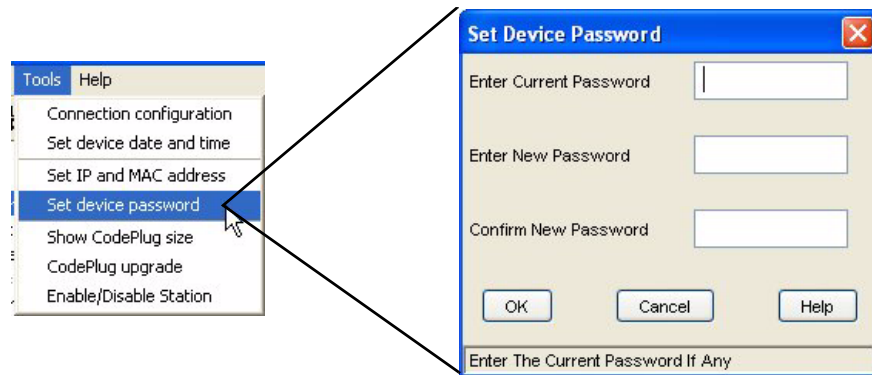 Tools Help
Connection configuration
Set device date and time
Set IP and MAC address
Set device password
Show CodePlug size
CodePlug upgrade
Enable/Disable Station
Set Device Password
Enter Current Password
Enter New Password
Confirm New Password
OK Cancel Help
Enter The Current Password If Any